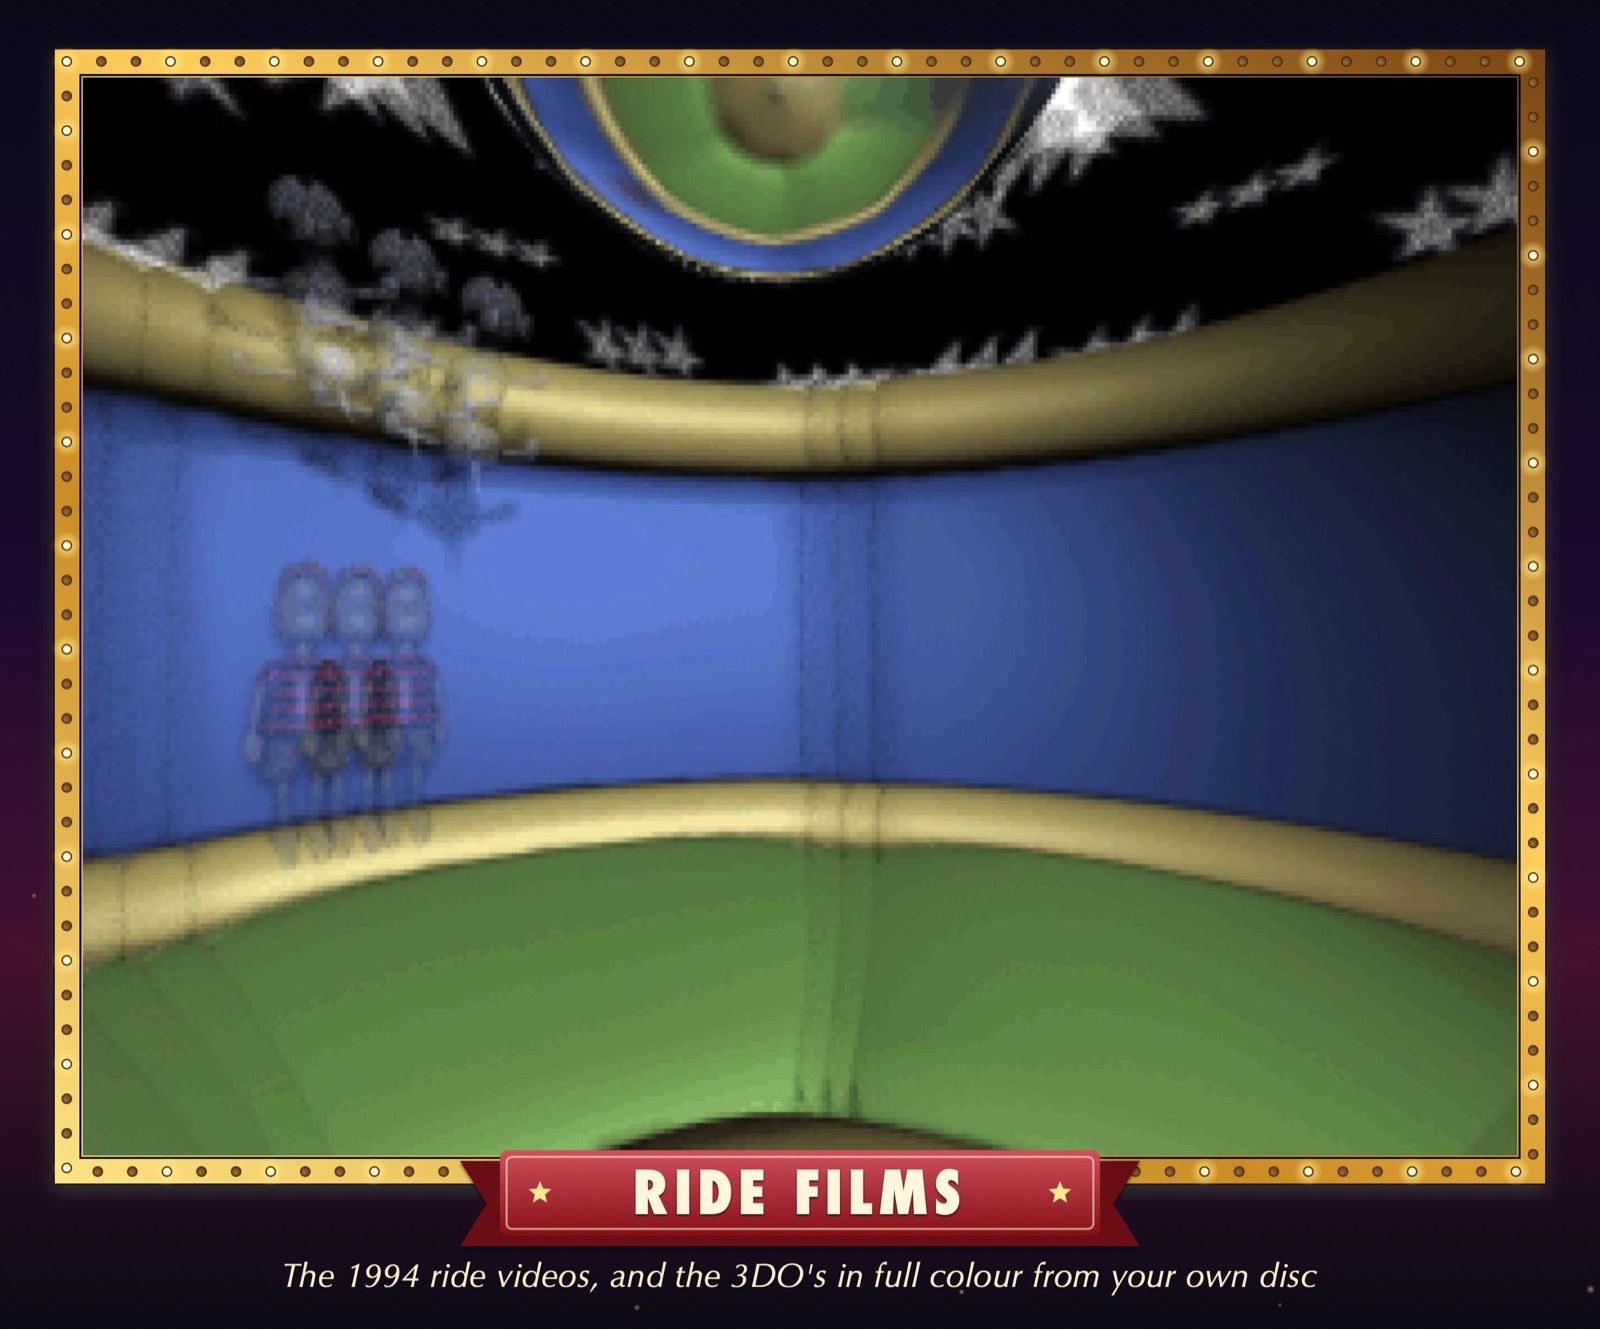 RIDE FILMS
The 1994 ride videos, and the 3DO's in full colour from your own disc